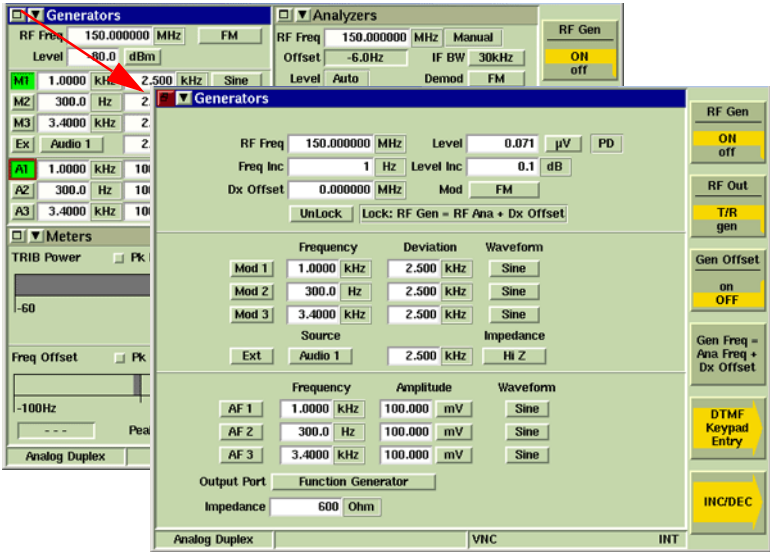 Generators
RF Freq 150.000000 MHz FM
Level -80.0 dBm
M1 1.0000 kHz 2.500 kHz Sine
M2 300.0 Hz 2.
M3 3.4000 kHz 2.
Ex Audio 1 2.
A1 1.0000 kHz 10
A2 300.0 Hz 10
A3 3.4000 kHz 10
Analyzers
RF Freq 150.000000 MHz Manual
Offset -6.0Hz IF BW 30kHz
Level Auto Demod FM
RF Gen
ON
off
Meters
TRIB Power Pk
-60
Freq Offset Pk
-100Hz
- - - Pea
Analog Duplex
Generators
RF Freq 150.000000 MHz Level 0.071 µV PD
Freq Inc 1 Hz Level Inc 0.1 dB
Dx Offset 0.000000 MHz Mod FM
UnLock Lock: RF Gen = RF Ana + Dx Offset
Frequency Deviation Waveform
Mod 1 1.0000 kHz 2.500 kHz Sine
Mod 2 300.0 Hz 2.500 kHz Sine
Mod 3 3.4000 kHz 2.500 kHz Sine
Source Impedance
Ext Audio 1 2.500 kHz Hi Z
Frequency Amplitude Waveform
AF 1 1.0000 kHz 100.000 mV Sine
AF 2 300.0 Hz 100.000 mV Sine
AF 3 3.4000 kHz 100.000 mV Sine
Output Port Function Generator
Impedance 600 Ohm
Analog Duplex VNC INT
RF Gen
ON
off
RF Out
T/R
gen
Gen Offset
on
OFF
Gen Freq =
Ana Freq +
Dx Offset
DTMF
Keypad
Entry
INC/DEC